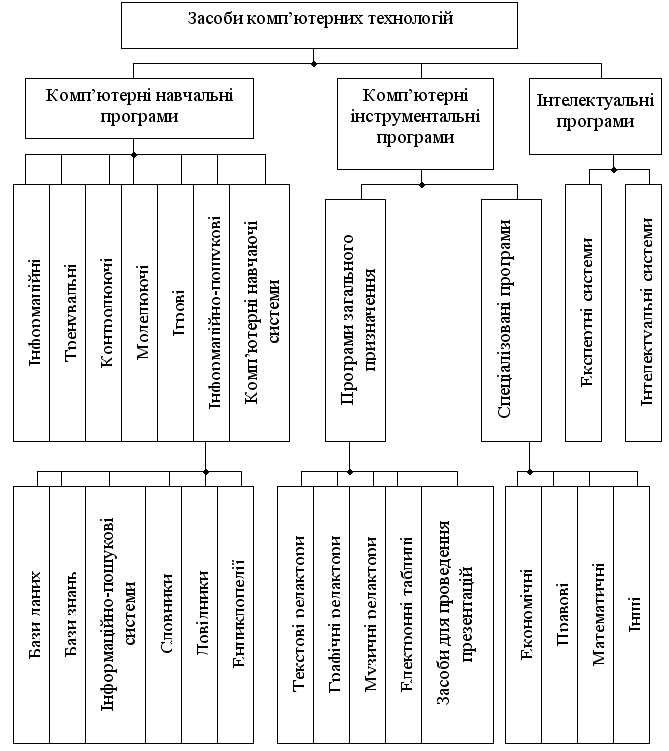 Засоби комп’ютерних технологій
Комп’ютерні навчальні
програми
Комп’ютерні
інструментальні
програми
Інтелектуальні
програми
Інформаційні
Тренувальні
Контролюючі
Моделюючі
Ігрові
Інформаційно-пошукові
Комп’ютерні навчаючі
системи
Програми загального
призначення
Спеціалізовані програми
Експертні системи
Інтелектуальні системи
Бази даних
Бази знань
Інформаційно-пошукові
системи
Словники
Довідники
Енциклопедії
Текстові редактори
Графічні редактори
Музичні редактори
Електронні таблиці
Засоби для проведення
презентацій
Економічні
Правові
Математичні
Інші